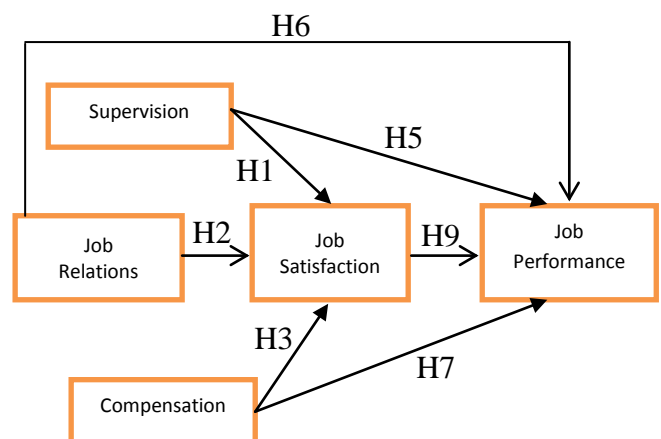 H6
Supervision
H5
H1
Job
Relations
H2
Job
Satisfaction
H9
Job
Performance
H3
H7
Compensation